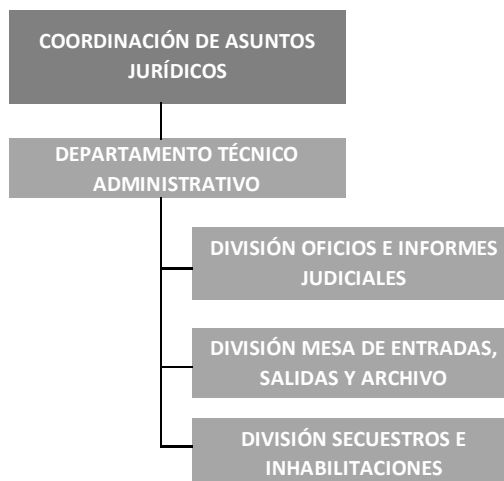 COORDINACIÓN DE ASUNTOS
JURÍDICOS
DEPARTAMENTO TÉCNICO
ADMINISTRATIVO
DIVISIÓN OFICIOS E INFORMES
JUDICIALES
DIVISIÓN MESA DE ENTRADAS,
SALIDAS Y ARCHIVO
DIVISIÓN SECUESTROS E
INHABILITACIONES